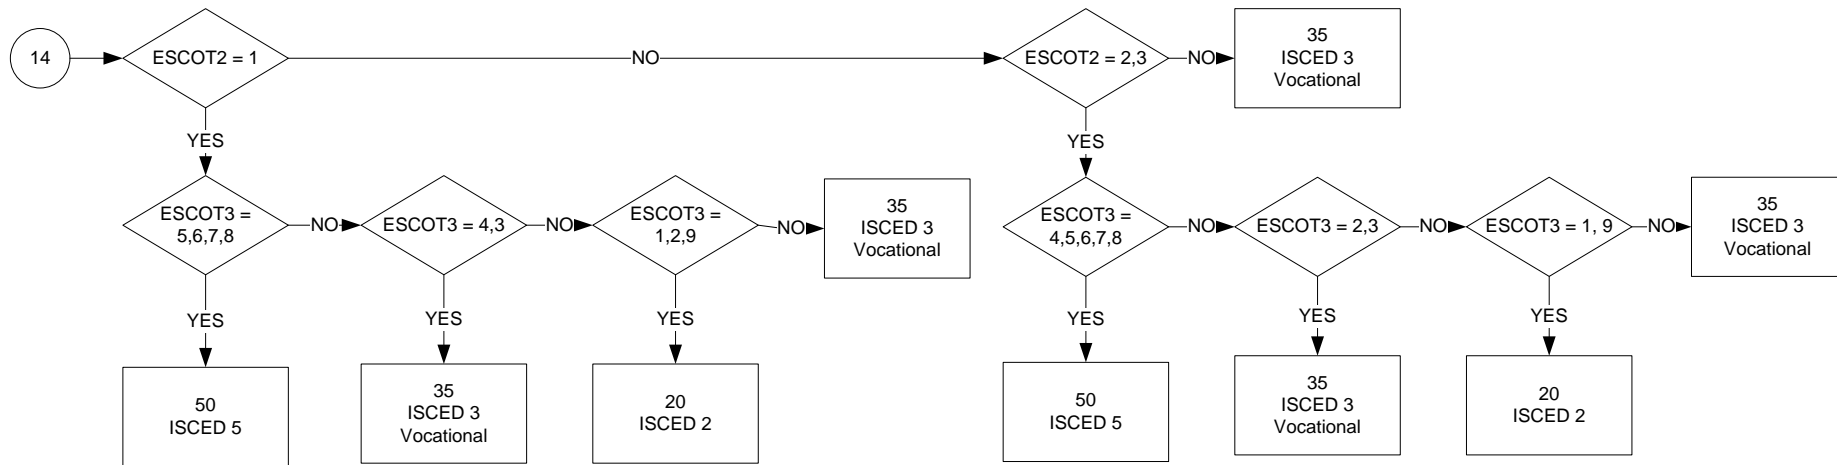 14
ESCOT2 = 1
NO
ESCOT2 = 2,3
NO
35
ISCED 3
Vocational
YES
YES
ESCOT3 =
5,6,7,8
NO
ESCOT3 = 4,3
NO
ESCOT3 =
1,2,9
NO
35
ISCED 3
Vocational
ESCOT3 =
4,5,6,7,8
NO
ESCOT3 = 2,3
NO
ESCOT3 = 1, 9
NO
35
ISCED 3
Vocational
YES
YES
YES
YES
YES
YES
50
ISCED 5
35
ISCED 3
Vocational
20
ISCED 2
50
ISCED 5
35
ISCED 3
Vocational
20
ISCED 2